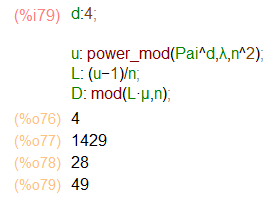 (%i79) d:4;
u: power_mod(Pai^d,λ,n^2);
L: (u−1)/n;
D: mod(L·μ,n);
(%o76) 4
(%o77) 1429
(%o78) 28
(%o79) 49